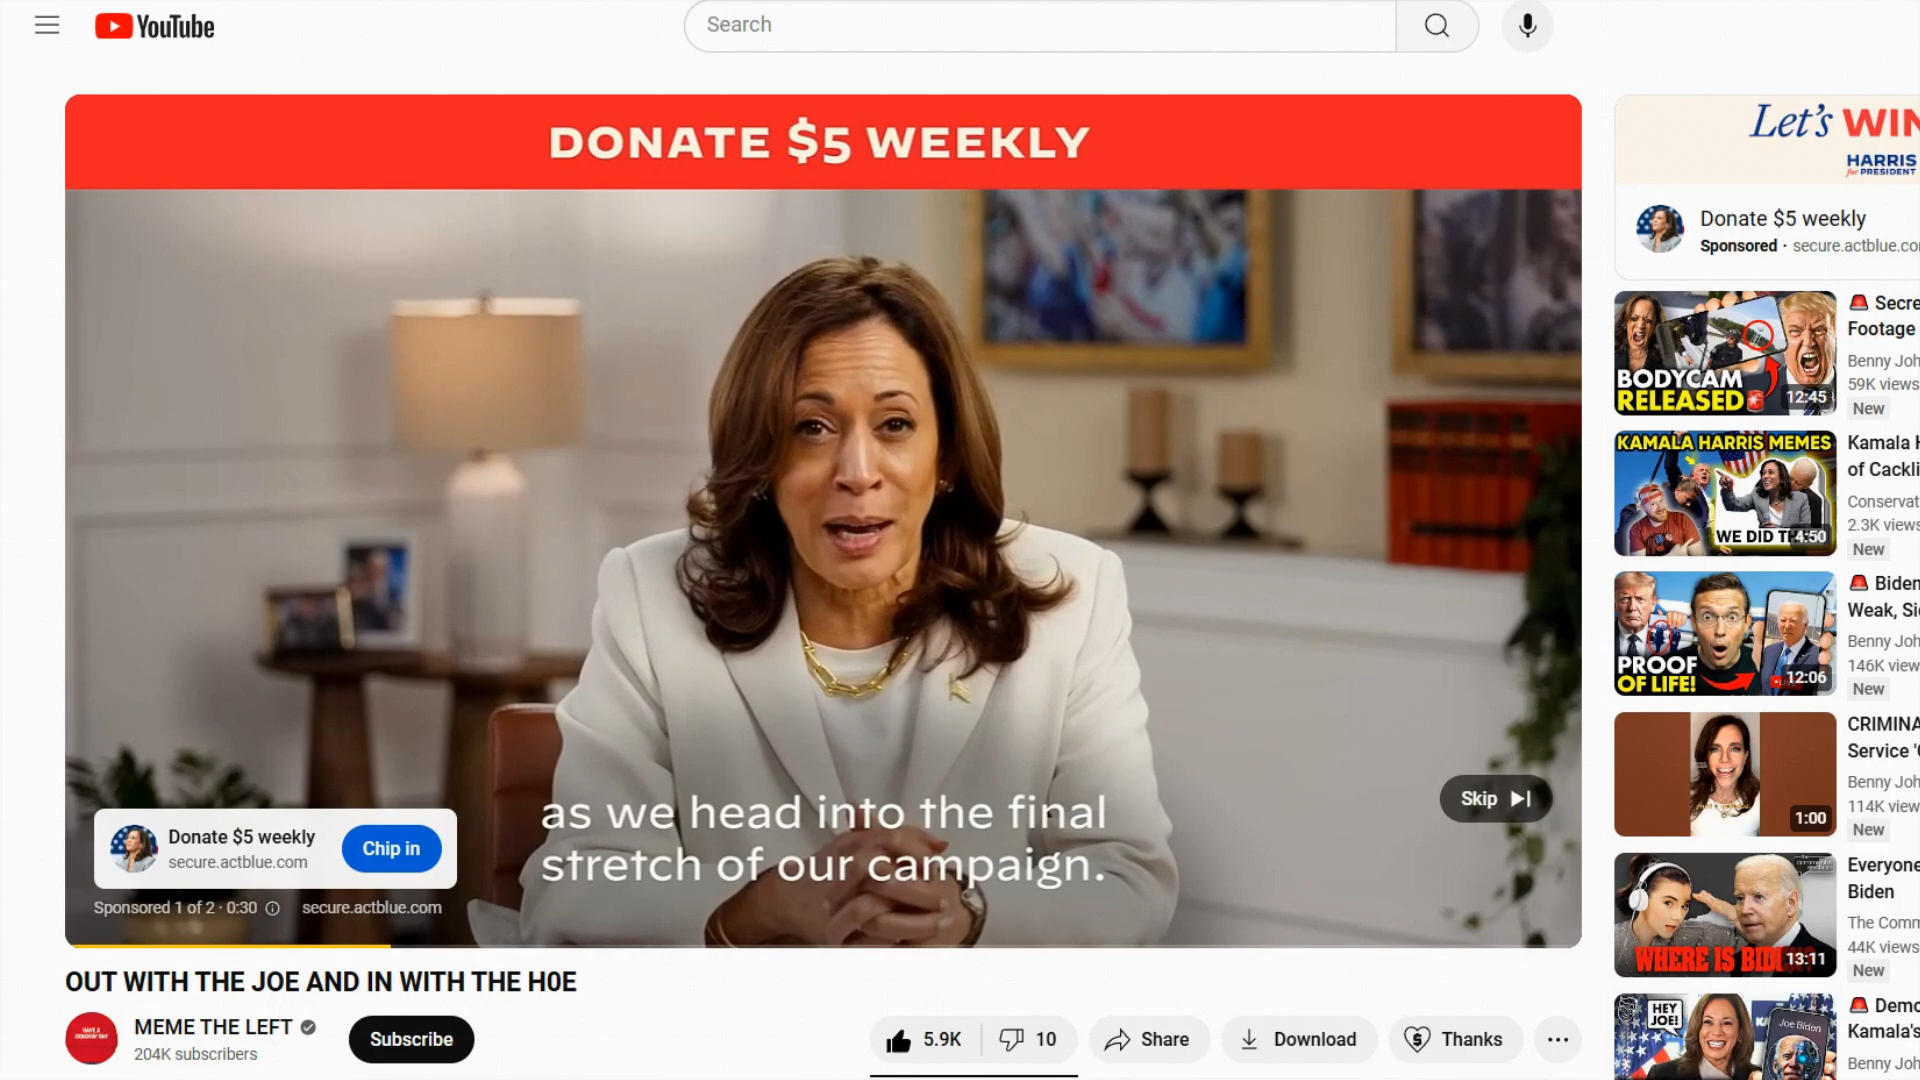 YouTube
Search
DONATE $5 WEEKLY
as we head into the final
stretch of our campaign.
Skip
Donate $5 weekly
secure.actblue.com
Chip in
Sponsored 1 of 2 · 0:30
secure.actblue.com
OUT WITH THE JOE AND IN WITH THE H0E
MEME THE LEFT
204K subscribers
Subscribe
5.9K
10
Share
Download
Thanks
Let's WIN
HARRIS
for PRESIDENT
Donate $5 weekly
Sponsored · secure.actblue.co
BODYCAM
RELEASED
12:45
Secre
Footage
Benny Joh
59K views
New
KAMALA HARRIS MEMES
WE DID T
4:50
Kamala H
of Cackli
Conservat
2.3K views
New
PROOF
OF LIFE!
12:06
Biden
Weak, Si
Benny Joh
146K view
New
1:00
CRIMINA
Service '
Benny Joh
114K view
New
WHERE IS BID
13:11
Everyone
Biden
The Comm
44K views
New
HEY
JOE!
Joe Biden
Demo
Kamala's
Benny Joh